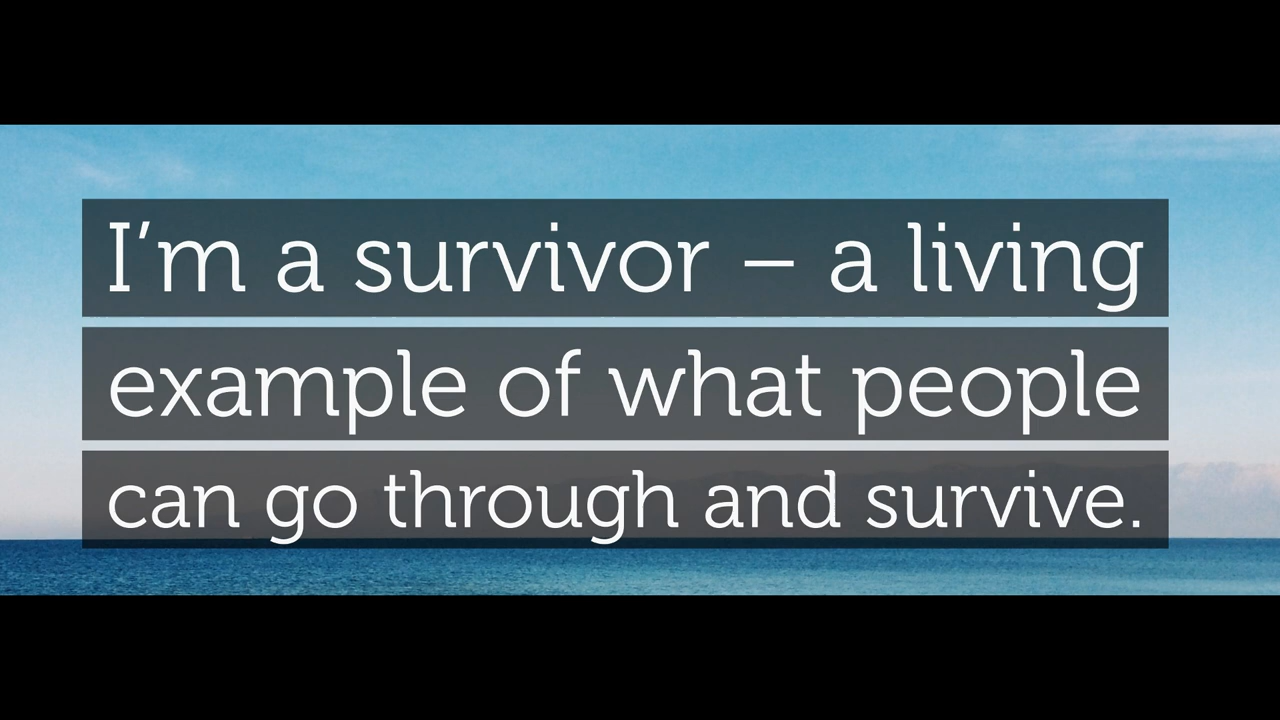 I’m a survivor – a living
example of what people
can go through and survive.